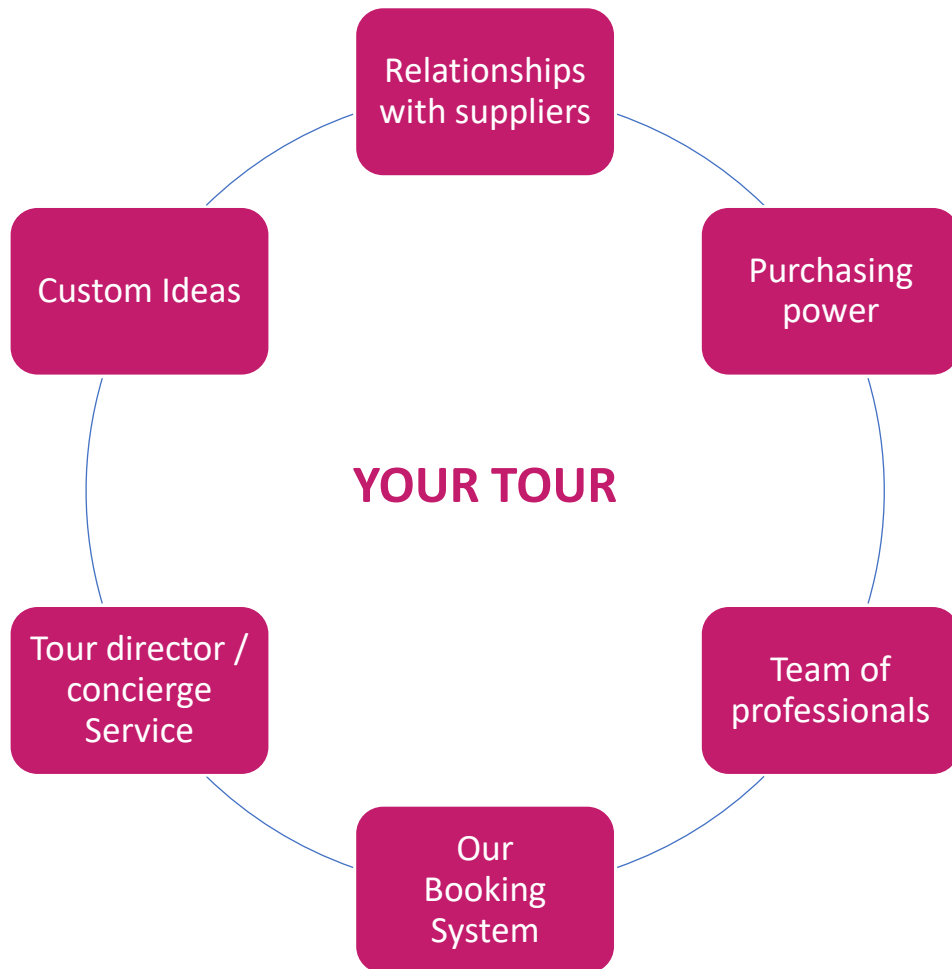 Relationships
with suppliers
Purchasing
power
Team of
professionals
Our
Booking
System
Tour director /
concierge
Service
Custom Ideas
YOUR TOUR